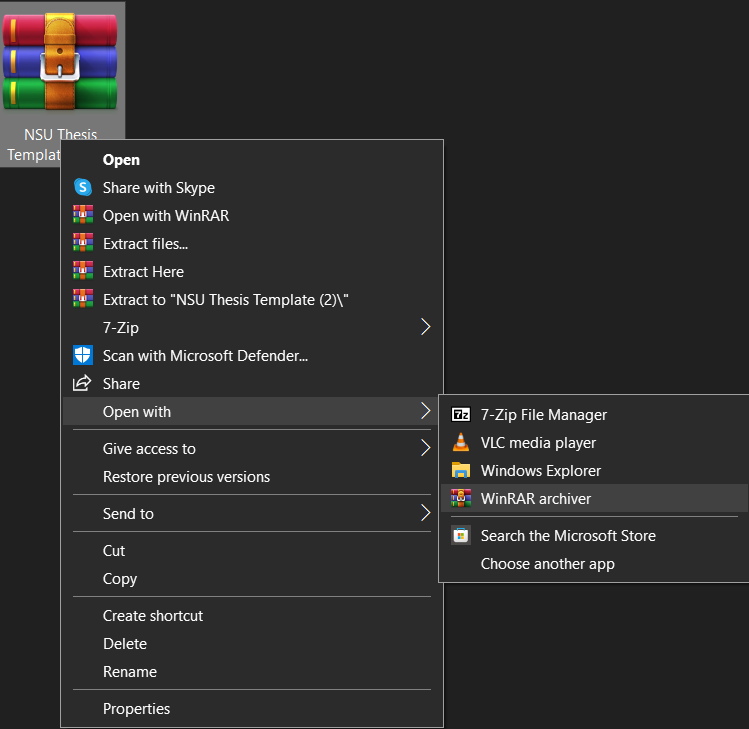 NSU Thesis
Templat
Open
Share with Skype
Open with WinRAR
Extract files...
Extract Here
Extract to "NSU Thesis Template (2)\"
7-Zip
Scan with Microsoft Defender...
Share
Open with
Give access to
Restore previous versions
Send to
Cut
Copy
Create shortcut
Delete
Rename
Properties
7z 7-Zip File Manager
VLC media player
Windows Explorer
WinRAR archiver
Search the Microsoft Store
Choose another app